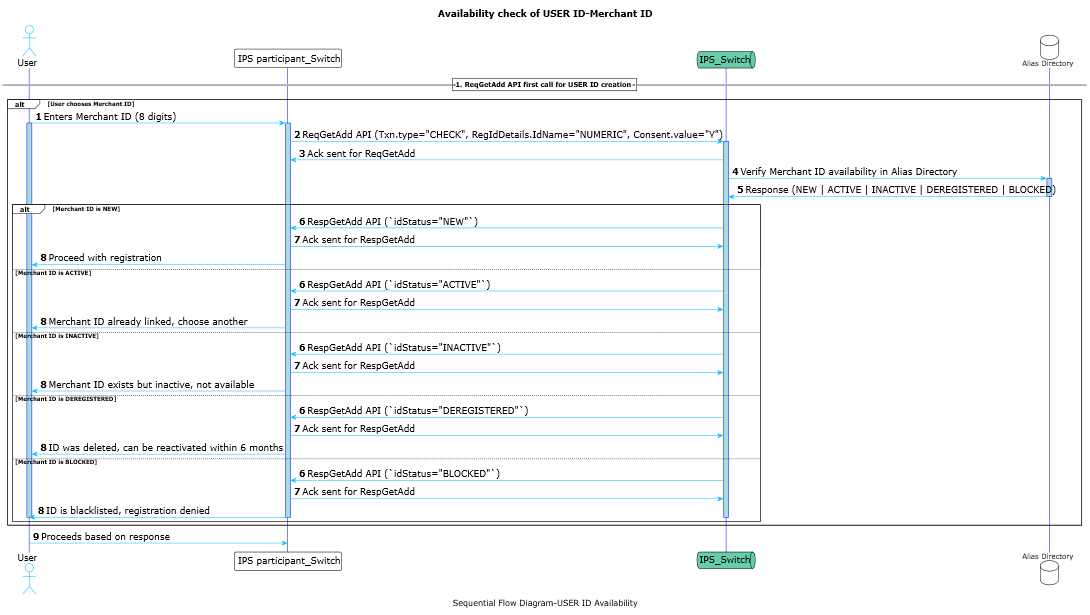 Availability check of USER ID-Merchant ID
User
IPS participant_Switch
IPS_Switch
Alias Directory
1. ReqGetAdd API first call for USER ID creation
alt [User chooses Merchant ID]
1 Enters Merchant ID (8 digits)
2 ReqGetAdd API (Txn.type="CHECK", RegIdDetails.IdName="NUMERIC", Consent.value="Y")
3 Ack sent for ReqGetAdd
4 Verify Merchant ID availability in Alias Directory
5 Response (NEW | ACTIVE | INACTIVE | DEREGISTERED | BLOCKED)
alt [Merchant ID is NEW]
6 RespGetAdd API (`idStatus="NEW"`)
7 Ack sent for RespGetAdd
8 Proceed with registration
[Merchant ID is ACTIVE]
6 RespGetAdd API (`idStatus="ACTIVE"`)
7 Ack sent for RespGetAdd
8 Merchant ID already linked, choose another
[Merchant ID is INACTIVE]
6 RespGetAdd API (`idStatus="INACTIVE"`)
7 Ack sent for RespGetAdd
8 Merchant ID exists but inactive, not available
[Merchant ID is DEREGISTERED]
6 RespGetAdd API (`idStatus="DEREGISTERED"`)
7 Ack sent for RespGetAdd
8 ID was deleted, can be reactivated within 6 months
[Merchant ID is BLOCKED]
6 RespGetAdd API (`idStatus="BLOCKED"`)
7 Ack sent for RespGetAdd
8 ID is blacklisted, registration denied
9 Proceeds based on response
User
IPS participant_Switch
IPS_Switch
Alias Directory
Sequential Flow Diagram-USER ID Availability